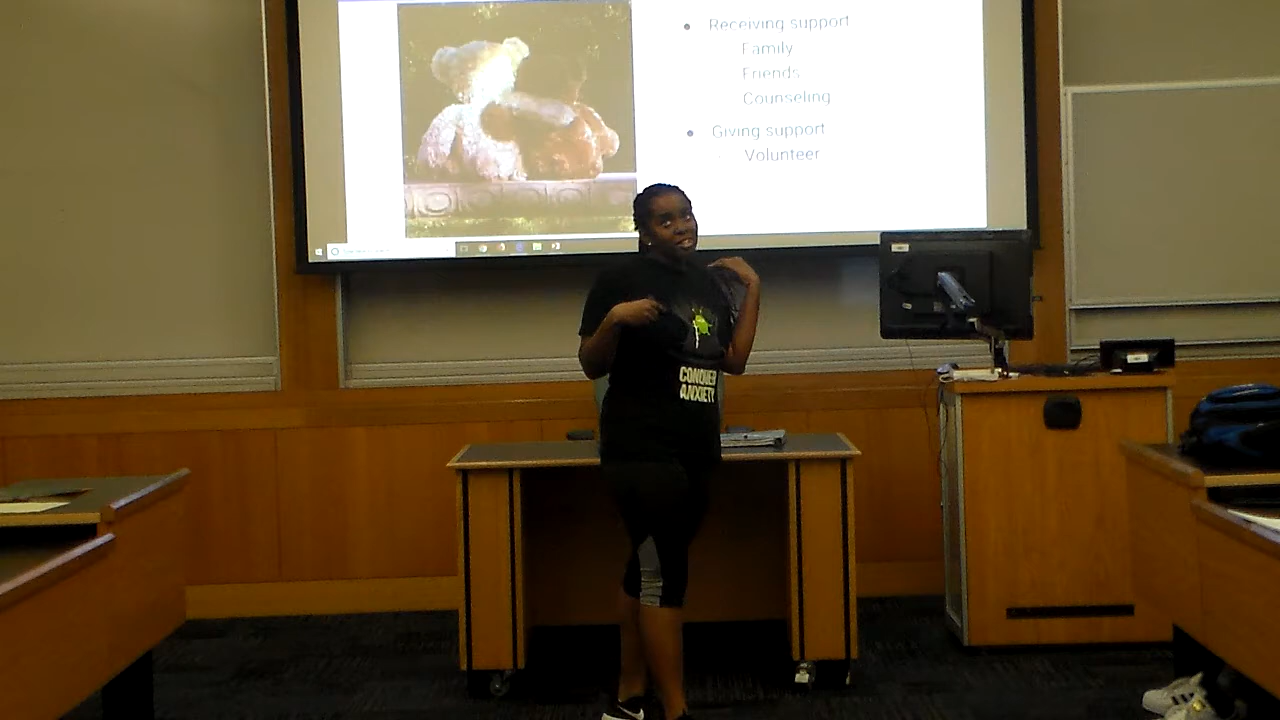 Receiving support
Family
Friends
Counseling
Giving support
Volunteer
CONQUER
ANXIETY